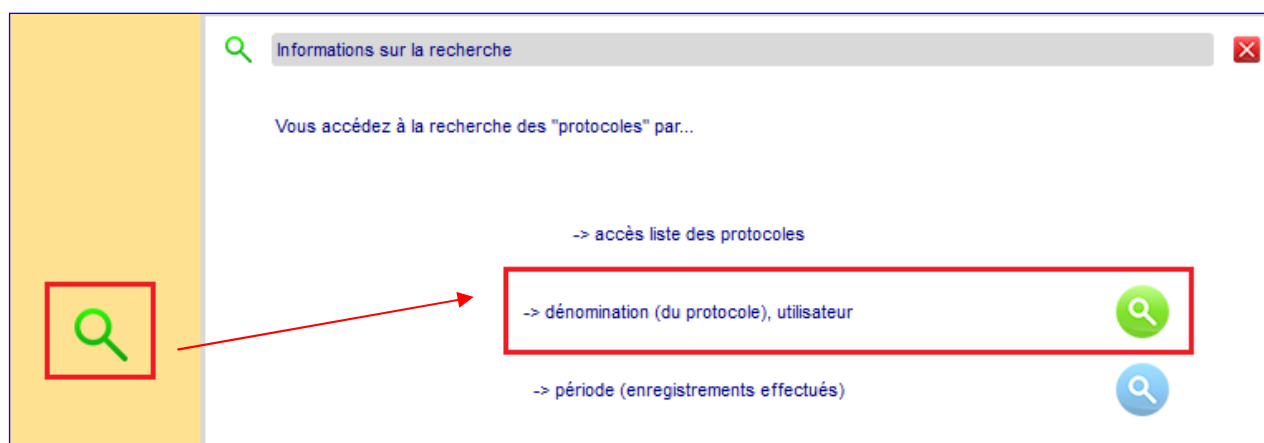 Informations sur la recherche
Vous accédez à la recherche des "protocoles" par...
-> accès liste des protocoles
-> dénomination (du protocole), utilisateur
-> période (enregistrements effectués)